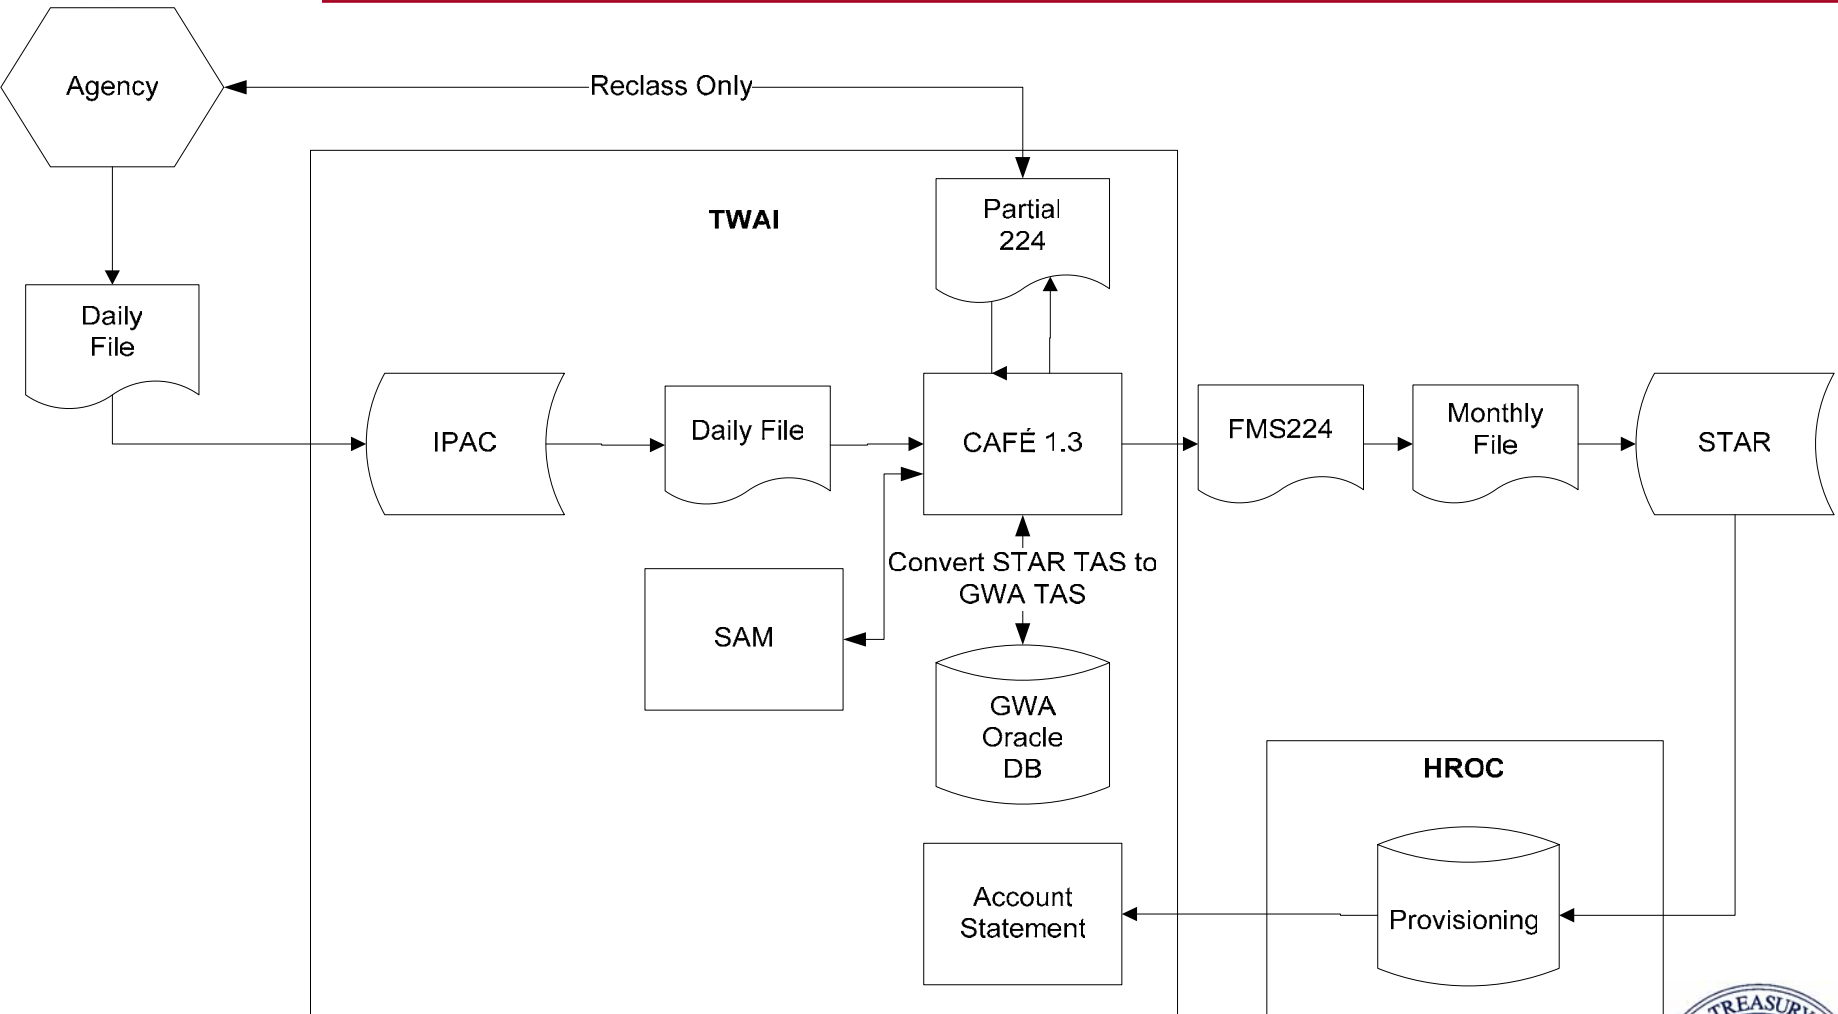 Agency
Reclass Only
TWAI
Partial
224
Daily
File
IPAC
Daily File
CAFÉ 1.3
FMS224
Monthly
File
STAR
Convert STAR TAS to
GWA TAS
SAM
GWA
Oracle
DB
HROC
Account
Statement
Provisioning
TREASURY